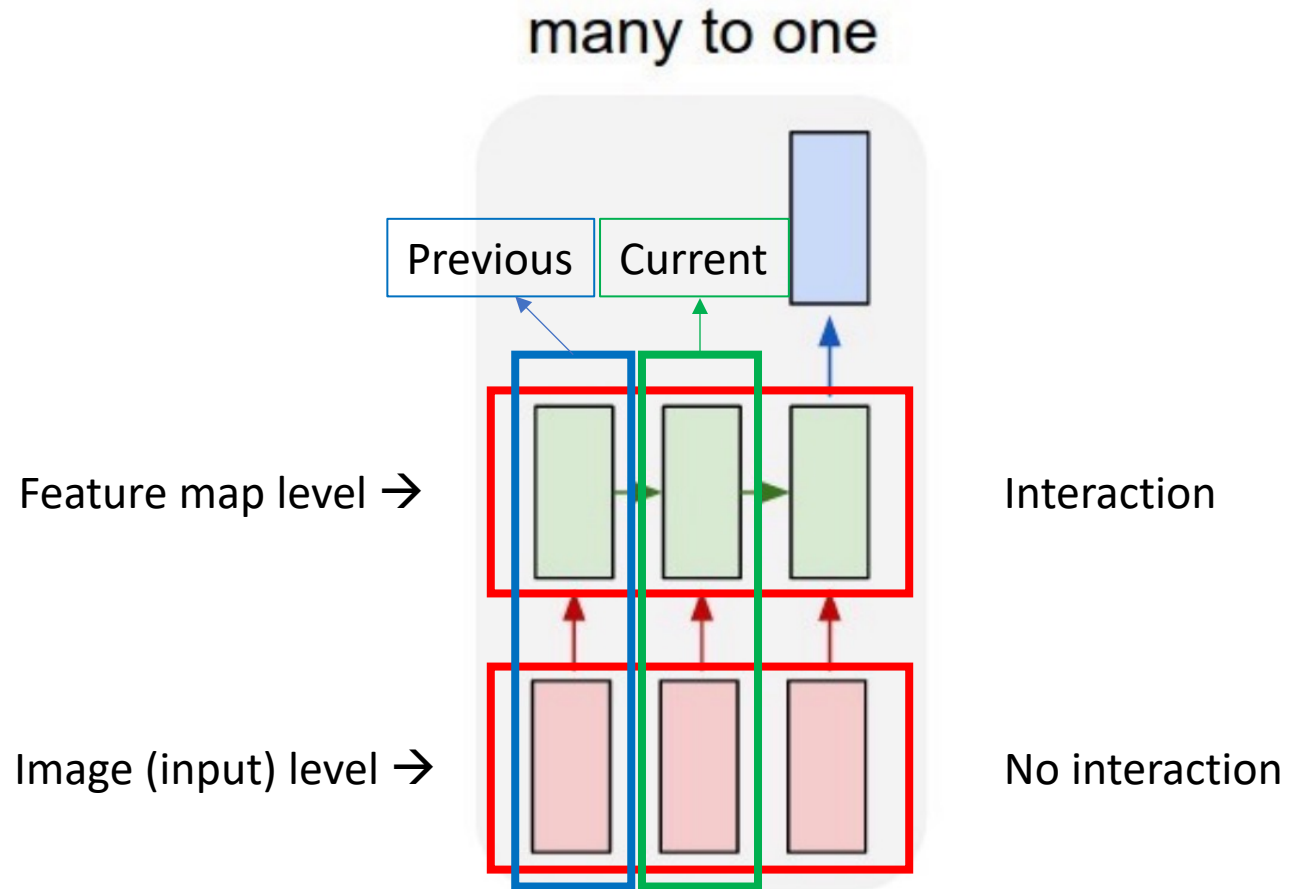 many to one
Previous Current
Feature map level → Interaction
Image (input) level → No interaction